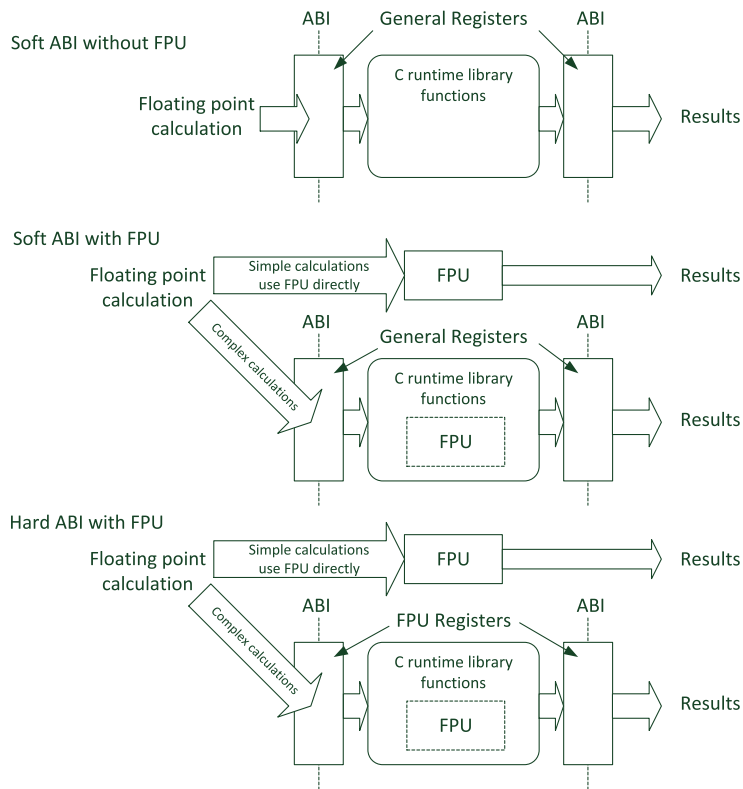 ABI
General Registers
ABI
Soft ABI without FPU
C runtime library
functions
Floating point
calculation
Results
Soft ABI with FPU
Floating point
calculation
Simple calculations
use FPU directly
FPU
Results
Complex calculations
ABI
General Registers
ABI
C runtime library
functions
FPU
Results
Hard ABI with FPU
Floating point
calculation
Simple calculations
use FPU directly
FPU
Results
Complex calculations
ABI
FPU Registers
ABI
C runtime library
functions
FPU
Results